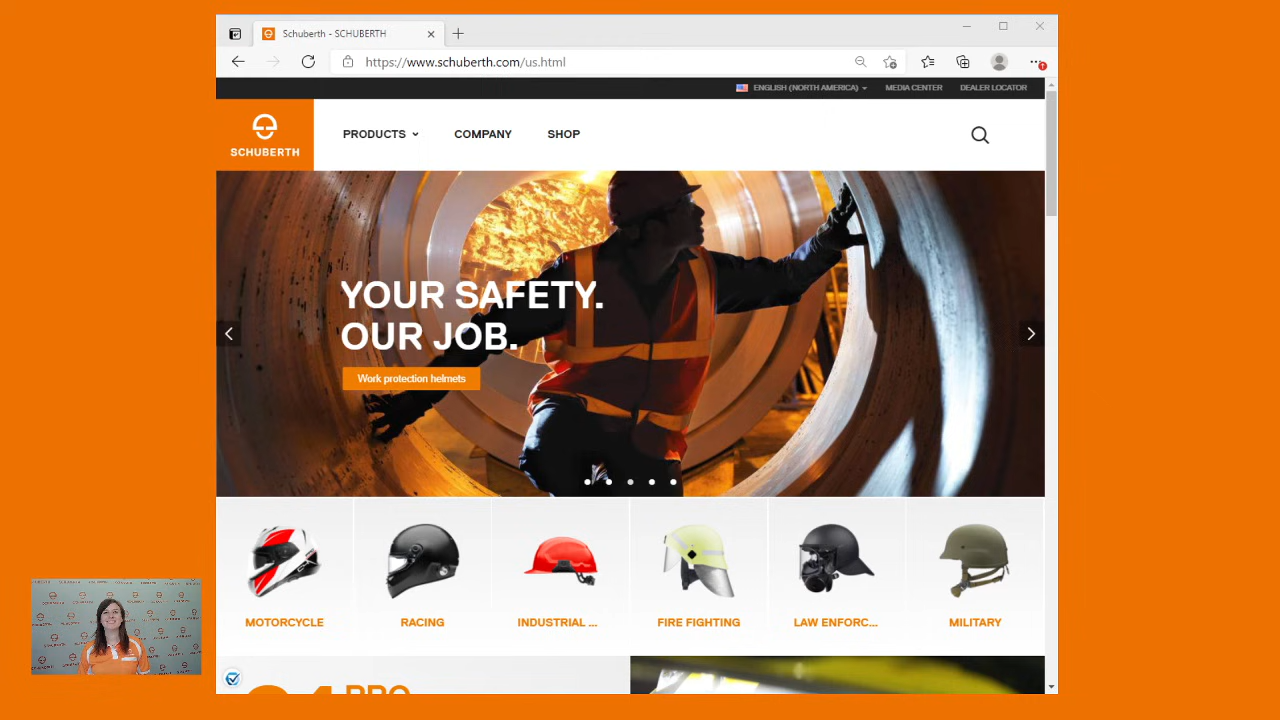 Schuberth - SCHUBERTH
https://www.schuberth.com/us.html
ENGLISH (NORTH AMERICA)
MEDIA CENTER
DEALER LOCATOR
SCHUBERTH
PRODUCTS
COMPANY
SHOP
YOUR SAFETY.
OUR JOB.
Work protection helmets
MOTORCYCLE
RACING
INDUSTRIAL ...
FIRE FIGHTING
LAW ENFORC...
MILITARY
SCHUBERTH